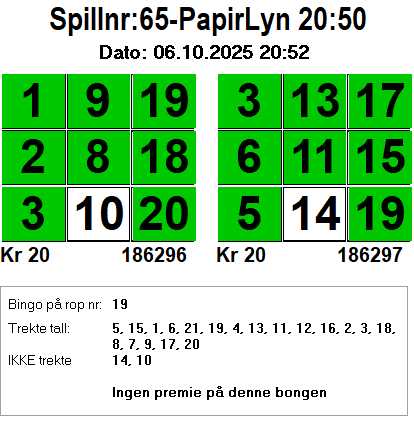 Spillnr:65-PapirLyn 20:50
Dato: 06.10.2025 20:52
1 9 19 3 13 17
2 8 18 6 11 15
3 10 20 5 14 19
Kr 20 186296 Kr 20 186297
Bingo på rop nr: 19
Trekte tall: 5, 15, 1, 6, 21, 19, 4, 13, 11, 12, 16, 2, 3, 18,
8, 7, 9, 17, 20
IKKE trekte 14, 10
Ingen premie på denne bongen